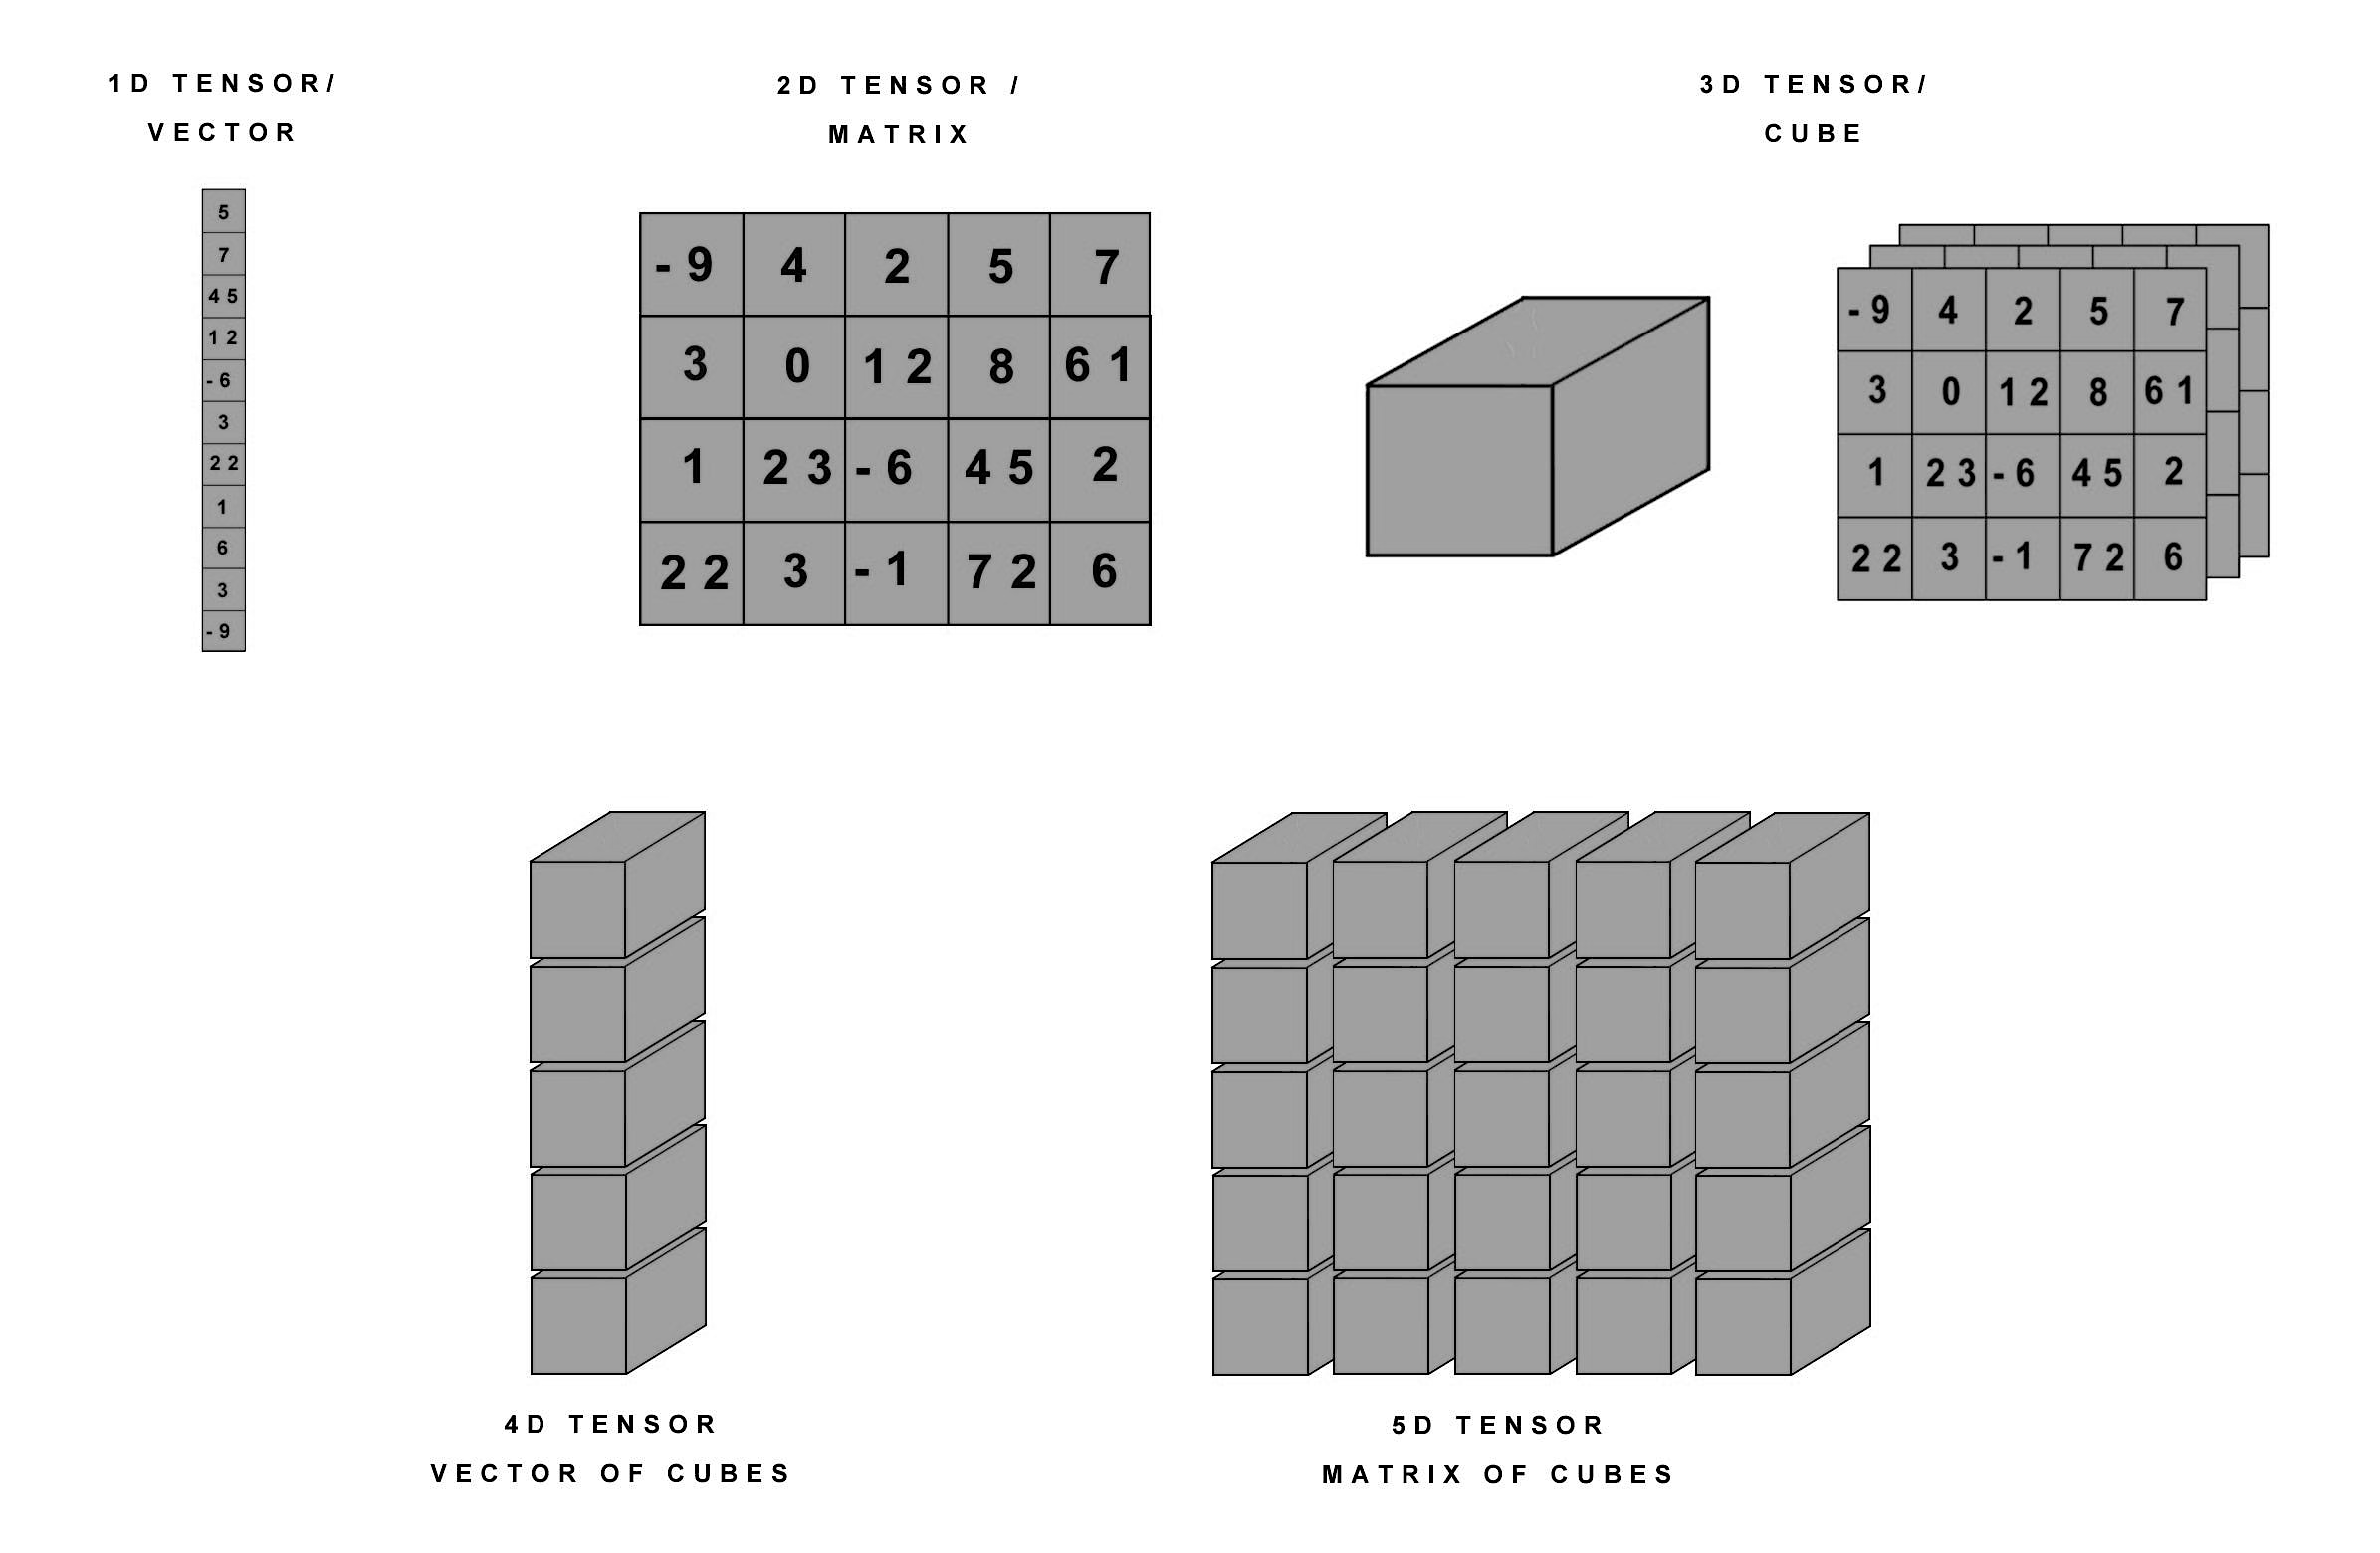 1D TENSOR/
VECTOR
5
7
45
12
-6
3
22
1
6
3
-9
2D TENSOR /
MATRIX
-9 4 2 5 7
3 0 12 8 61
1 23 -6 45 2
22 3 -1 72 6
3D TENSOR/
CUBE
-9 4 2 5 7
3 0 12 8 61
1 23 -6 45 2
22 3 -1 72 6
4D TENSOR
VECTOR OF CUBES
5D TENSOR
MATRIX OF CUBES